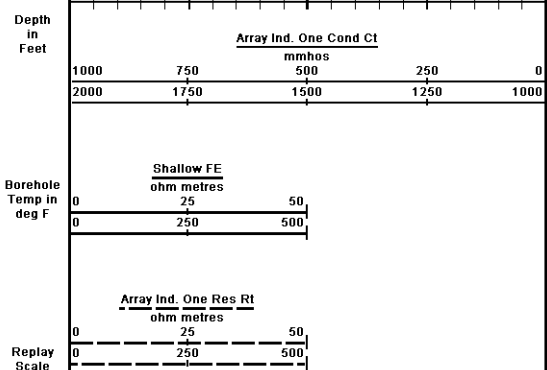 Depth
in
Feet
Array Ind. One Cond Ct
mmhos
1000 750 500 250 0
2000 1750 1500 1250 1000
Borehole
Temp in
deg F
Shallow FE
ohm metres
0 25 50
0 250 500
Array Ind. One Res Rt
ohm metres
0 25 50
0 250 500
Replay
Scale